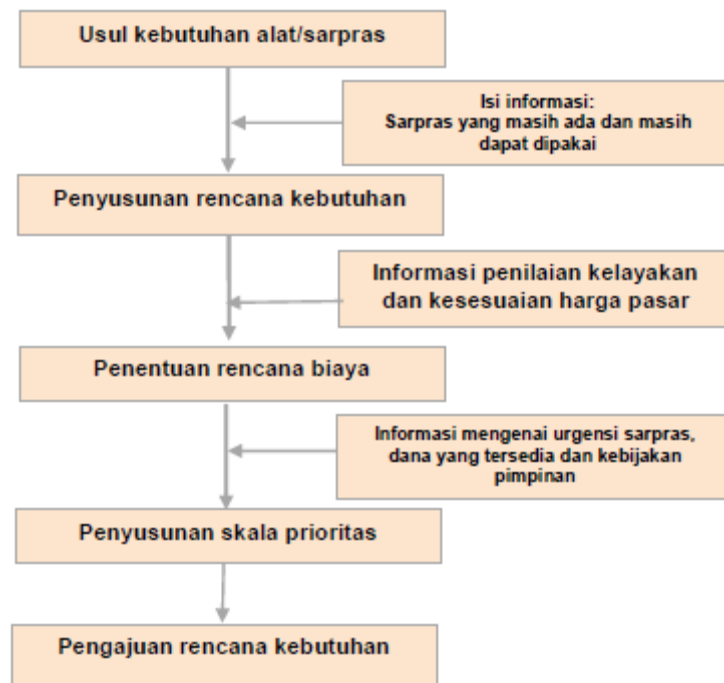 Usul kebutuhan alat/sarpras
Isi informasi:
Sarpras yang masih ada dan masih
dapat dipakai
Penyusunan rencana kebutuhan
Informasi penilaian kelayakan
dan kesesuaian harga pasar
Penentuan rencana biaya
Informasi mengenai urgensi sarpras,
dana yang tersedia dan kebijakan
pimpinan
Penyusunan skala prioritas
Pengajuan rencana kebutuhan